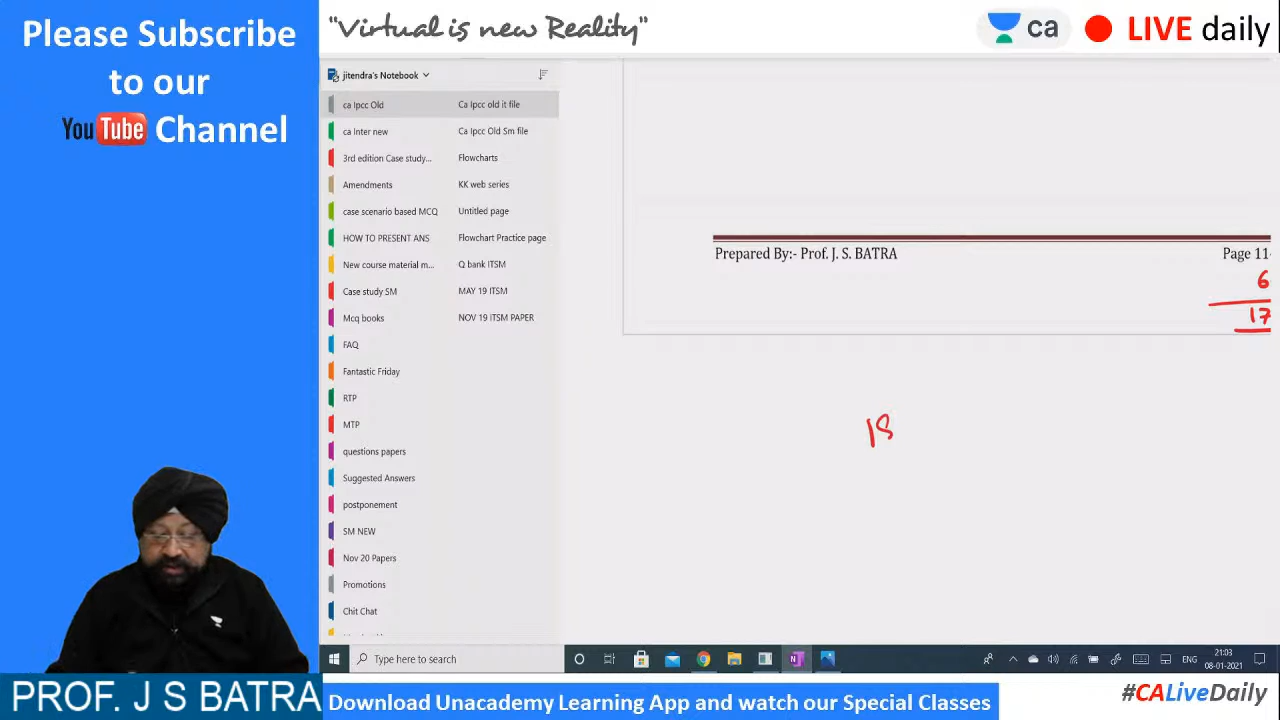 Please Subscribe
to our
YouTube Channel
"Virtual is new Reality"
ca LIVE daily
jitendra's Notebook
ca Ipcc Old
ca Inter new
3rd edition Case study...
Amendments
case scenario based MCQ
HOW TO PRESENT ANS
New course material m...
Case study SM
Mcq books
FAQ
Fantastic Friday
RTP
MTP
questions papers
Suggested Answers
postponement
SM NEW
Nov 20 Papers
Promotions
Chit Chat
Ca Ipcc old it file
Ca Ipcc Old Sm file
Flowcharts
KK web series
Untitled page
Flowchart Practice page
Q bank ITSM
MAY 19 ITSM
NOV 19 ITSM PAPER
Prepared By:- Prof. J. S. BATRA
Page 11
6
17
18
Type here to search
ENG
21:03
08-01-2021
PROF. J S BATRA
Download Unacademy Learning App and watch our Special Classes
#CALiveDaily